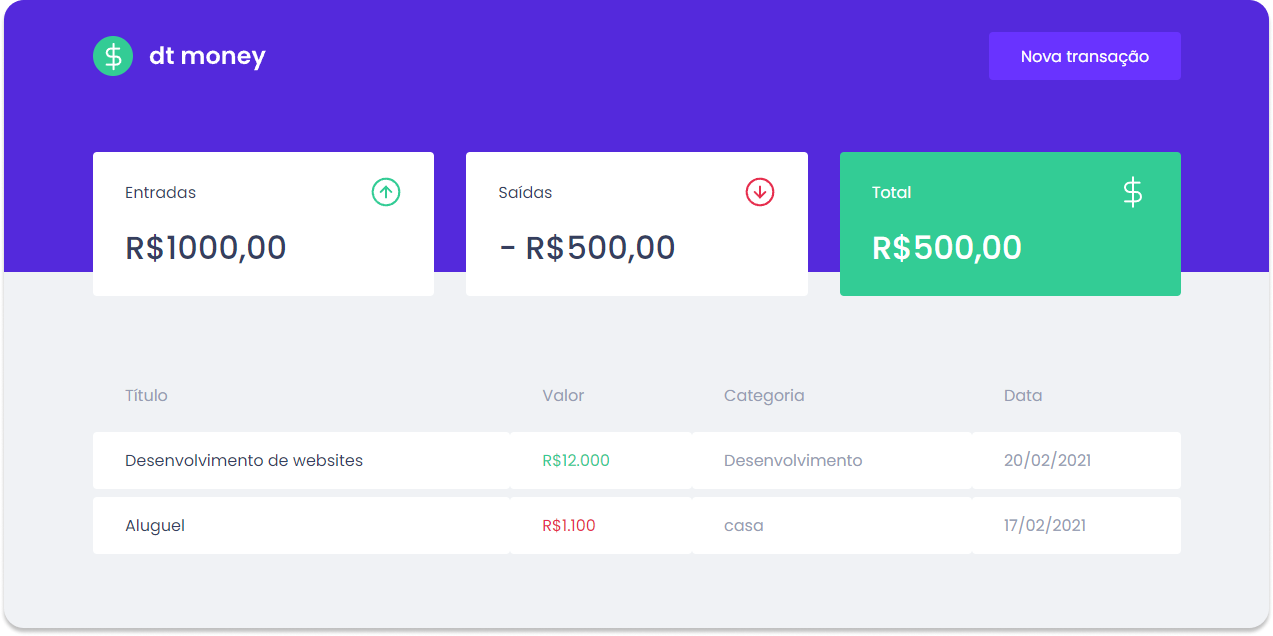 $ dt money
Nova transação
Entradas
R$1000,00
Saídas
- R$500,00
Total $
R$500,00
Título Valor Categoria Data
Desenvolvimento de websites R$12.000 Desenvolvimento 20/02/2021
Aluguel R$1.100 casa 17/02/2021